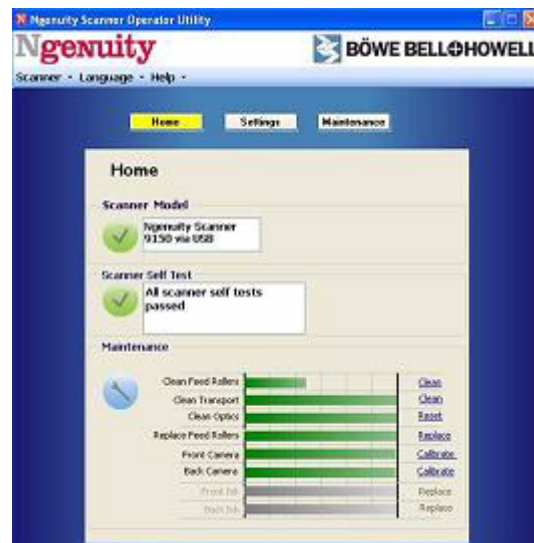 Ngenuity Scanner Operator Utility
Ngenuity
BÖWE BELL+HOWELL
Scanner - Language - Help -
Home
Settings
Maintenance
Home
Scanner Model
Ngenuity Scanner
9150 via USB
Scanner Self Test
All scanner self tests
passed
Maintenance
Clean Feed Rollers
Clean
Clean Transport
Clean
Clean Optics
Reset
Replace Feed Rollers
Replace
Front Camera
Calibrate
Back Camera
Calibrate
Front Ink
Replace
Back Ink
Replace